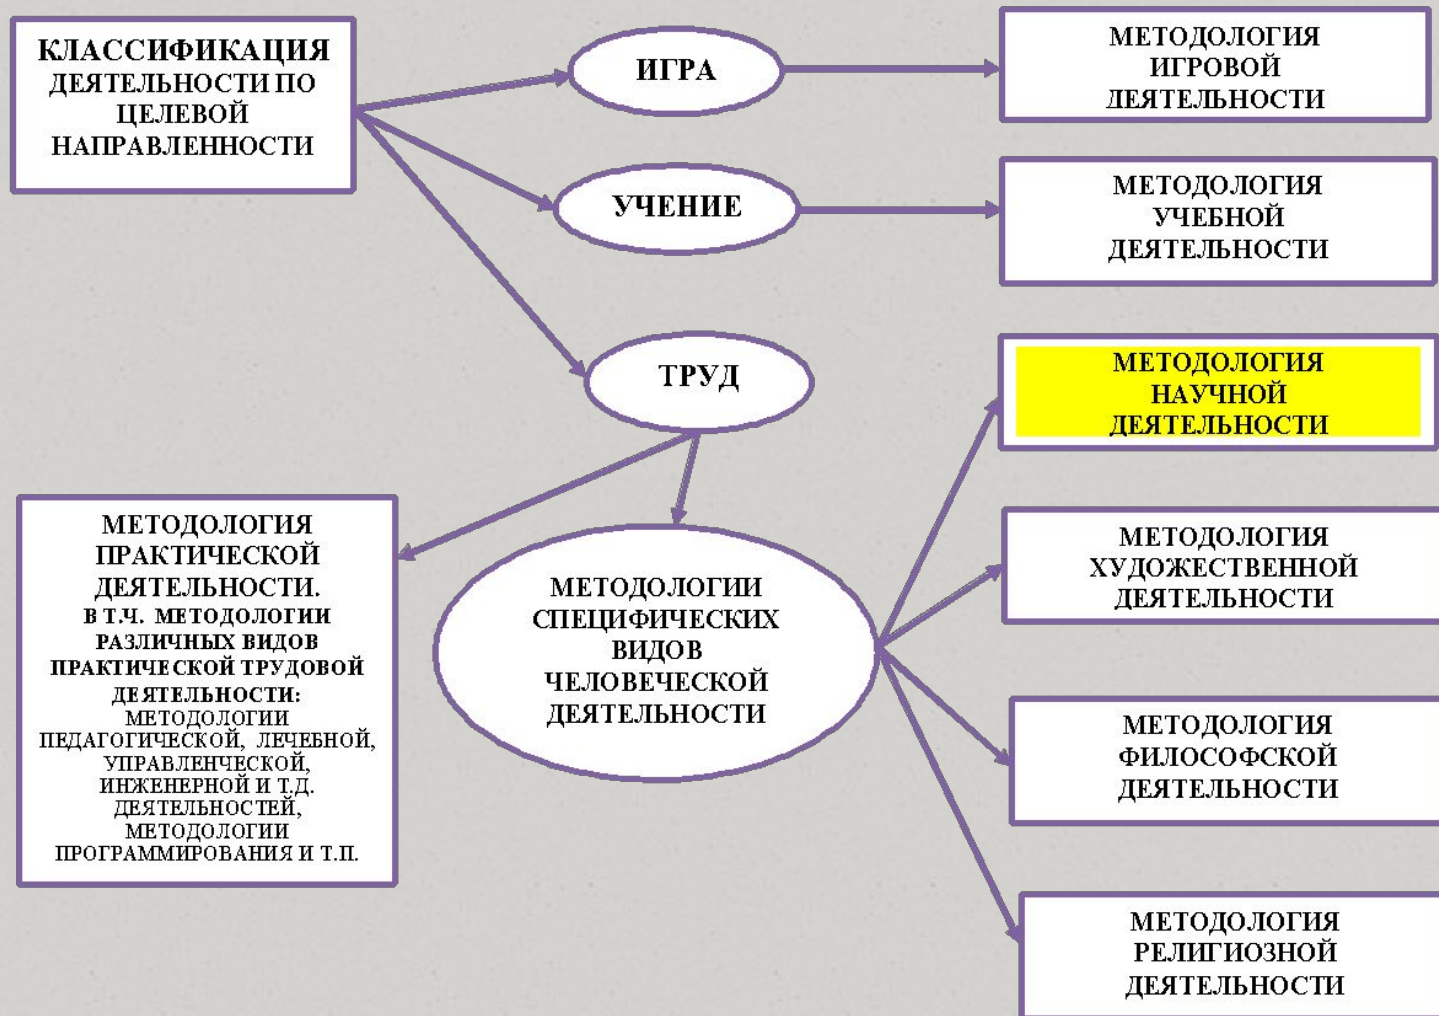 КЛАССИФИКАЦИЯ
ДЕЯТЕЛЬНОСТИ ПО
ЦЕЛЕВОЙ
НАПРАВЛЕННОСТИ
ИГРА
МЕТОДОЛОГИЯ
ИГРОВОЙ
ДЕЯТЕЛЬНОСТИ
УЧЕНИЕ
МЕТОДОЛОГИЯ
УЧЕБНОЙ
ДЕЯТЕЛЬНОСТИ
ТРУД
МЕТОДОЛОГИЯ
ПРАКТИЧЕСКОЙ
ДЕЯТЕЛЬНОСТИ.
В Т.Ч. МЕТОДОЛОГИИ
РАЗЛИЧНЫХ ВИДОВ
ПРАКТИЧЕСКОЙ ТРУДОВОЙ
ДЕЯТЕЛЬНОСТИ:
МЕТОДОЛОГИИ
ПЕДАГОГИЧЕСКОЙ, ЛЕЧЕБНОЙ,
УПРАВЛЕНЧЕСКОЙ,
ИНЖЕНЕРНОЙ И Т.Д.
ДЕЯТЕЛЬНОСТЕЙ,
МЕТОДОЛОГИИ
ПРОГРАММИРОВАНИЯ И Т.П.
МЕТОДОЛОГИИ
СПЕЦИФИЧЕСКИХ
ВИДОВ
ЧЕЛОВЕЧЕСКОЙ
ДЕЯТЕЛЬНОСТИ
МЕТОДОЛОГИЯ
НАУЧНОЙ
ДЕЯТЕЛЬНОСТИ
МЕТОДОЛОГИЯ
ХУДОЖЕСТВЕННОЙ
ДЕЯТЕЛЬНОСТИ
МЕТОДОЛОГИЯ
ФИЛОСОФСКОЙ
ДЕЯТЕЛЬНОСТИ
МЕТОДОЛОГИЯ
РЕЛИГИОЗНОЙ
ДЕЯТЕЛЬНОСТИ